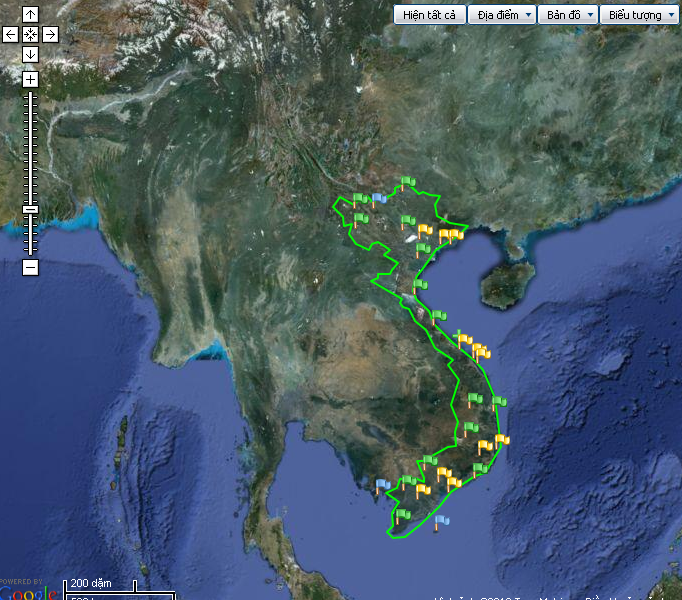 Hiện tất cả
Địa điểm
Bản đồ
Biểu tượng
200 dặm
POWERED BY
Google